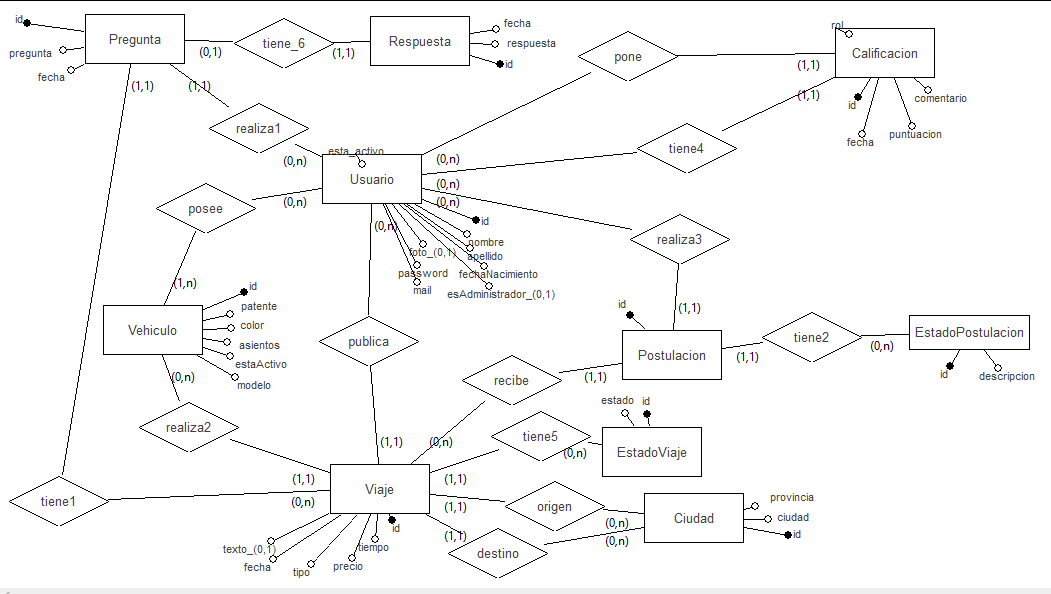 id
Pregunta
pregunta
fecha
(0,1)
tiene_6
(1,1)
Respuesta
fecha
respuesta
id
pone
(1,1)
rol
Calificacion
id
comentario
fecha
puntuacion
(1,1)
(1,1)
realiza1
(0,n)
(1,1)
tiene4
esta_activo
Usuario
(0,n)
(0,n)
(0,n)
(0,n)
posee
(0,n)
id
nombre
apellido
foto_(0,1)
fechaNacimiento
password
mail
esAdministrador_(0,1)
realiza3
(1,1)
(1,n)
Vehiculo
id
patente
color
asientos
estaActivo
modelo
(0,n)
publica
id
Postulacion
(1,1)
tiene2
(0,n)
EstadoPostulacion
id
descripcion
recibe
(1,1)
realiza2
(1,1)
(0,n)
estado
id
tiene5
(0,n)
EstadoViaje
tiene1
(1,1)
(0,n)
Viaje
(1,1)
(1,1)
(1,1)
origen
(0,n)
destino
(0,n)
Ciudad
provincia
ciudad
id
id
texto_(0,1)
fecha
tipo
precio
tiempo